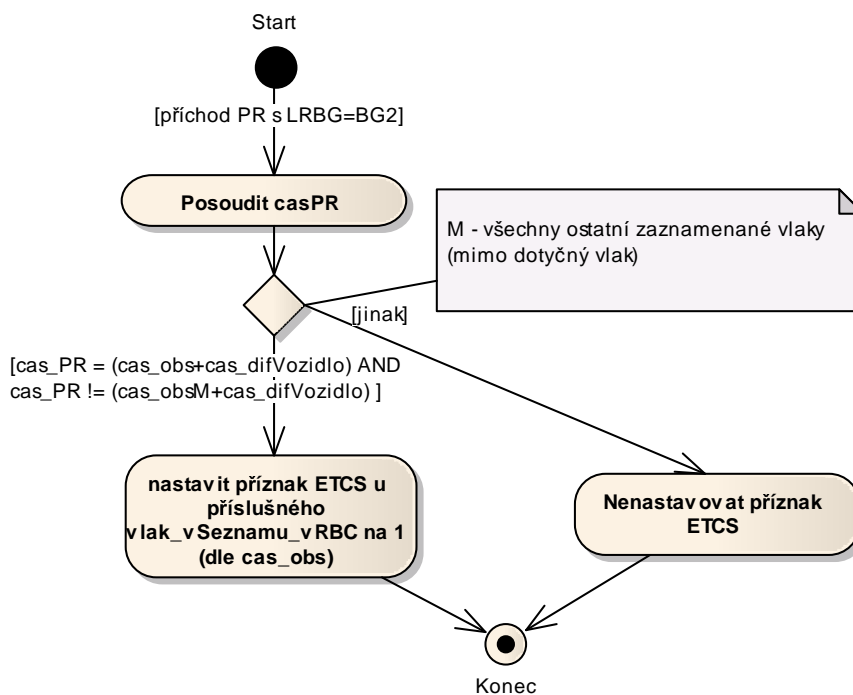 Start
[příchod PR s LRBG=BG2]
Posoudit casPR
M - všechny ostatní zaznamenané vlaky
(mimo dotyčný vlak)
[jinak]
[cas_PR = (cas_obs+cas_difVozidlo) AND
cas_PR != (cas_obsM+cas_difVozidlo) ]
nastavit příznak ETCS u
příslušného
vlak_vSeznamu_vRBC na 1
(dle cas_obs)
Nenastavovat příznak
ETCS
Konec